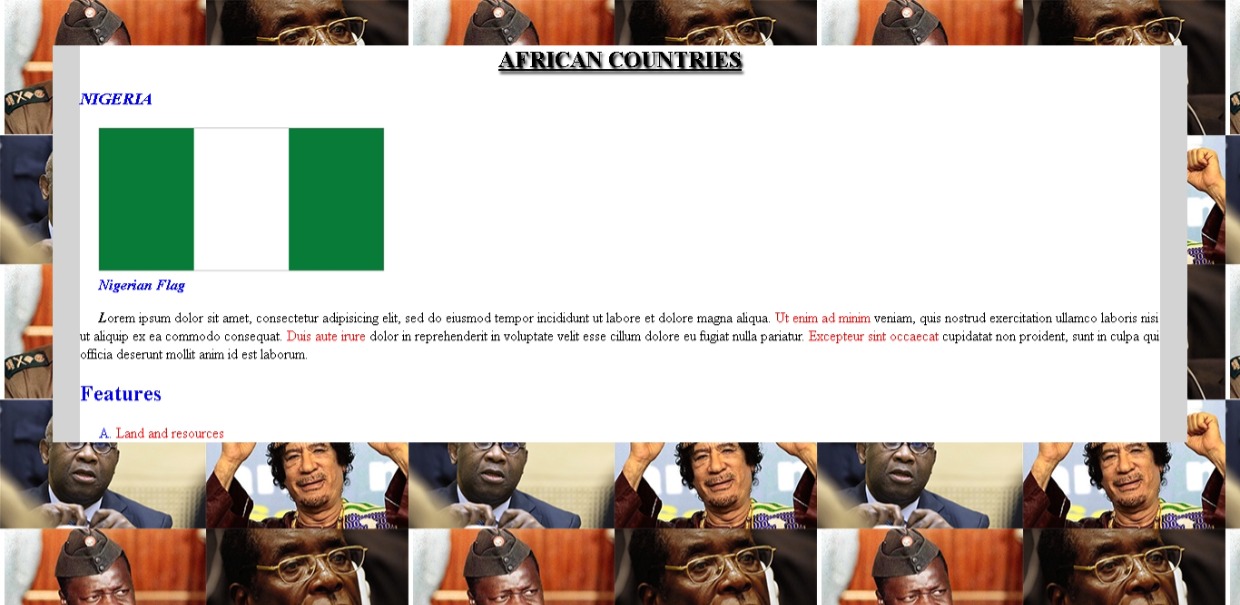 AFRICAN COUNTRIES
NIGERIA
Nigerian Flag
Lorem ipsum dolor sit amet, consectetur adipisicing elit, sed do eiusmod tempor incididunt ut labore et dolore magna aliqua. Ut enim ad minim veniam, quis nostrud exercitation ullamco laboris nisi
ut aliquip ex ea commodo consequat. Duis aute irure dolor in reprehenderit in voluptate velit esse cillum dolore eu fugiat nulla pariatur. Excepteur sint occaecat cupidatat non proident, sunt in culpa qui
officia deserunt mollit anim id est laborum.
Features
A. Land and resources